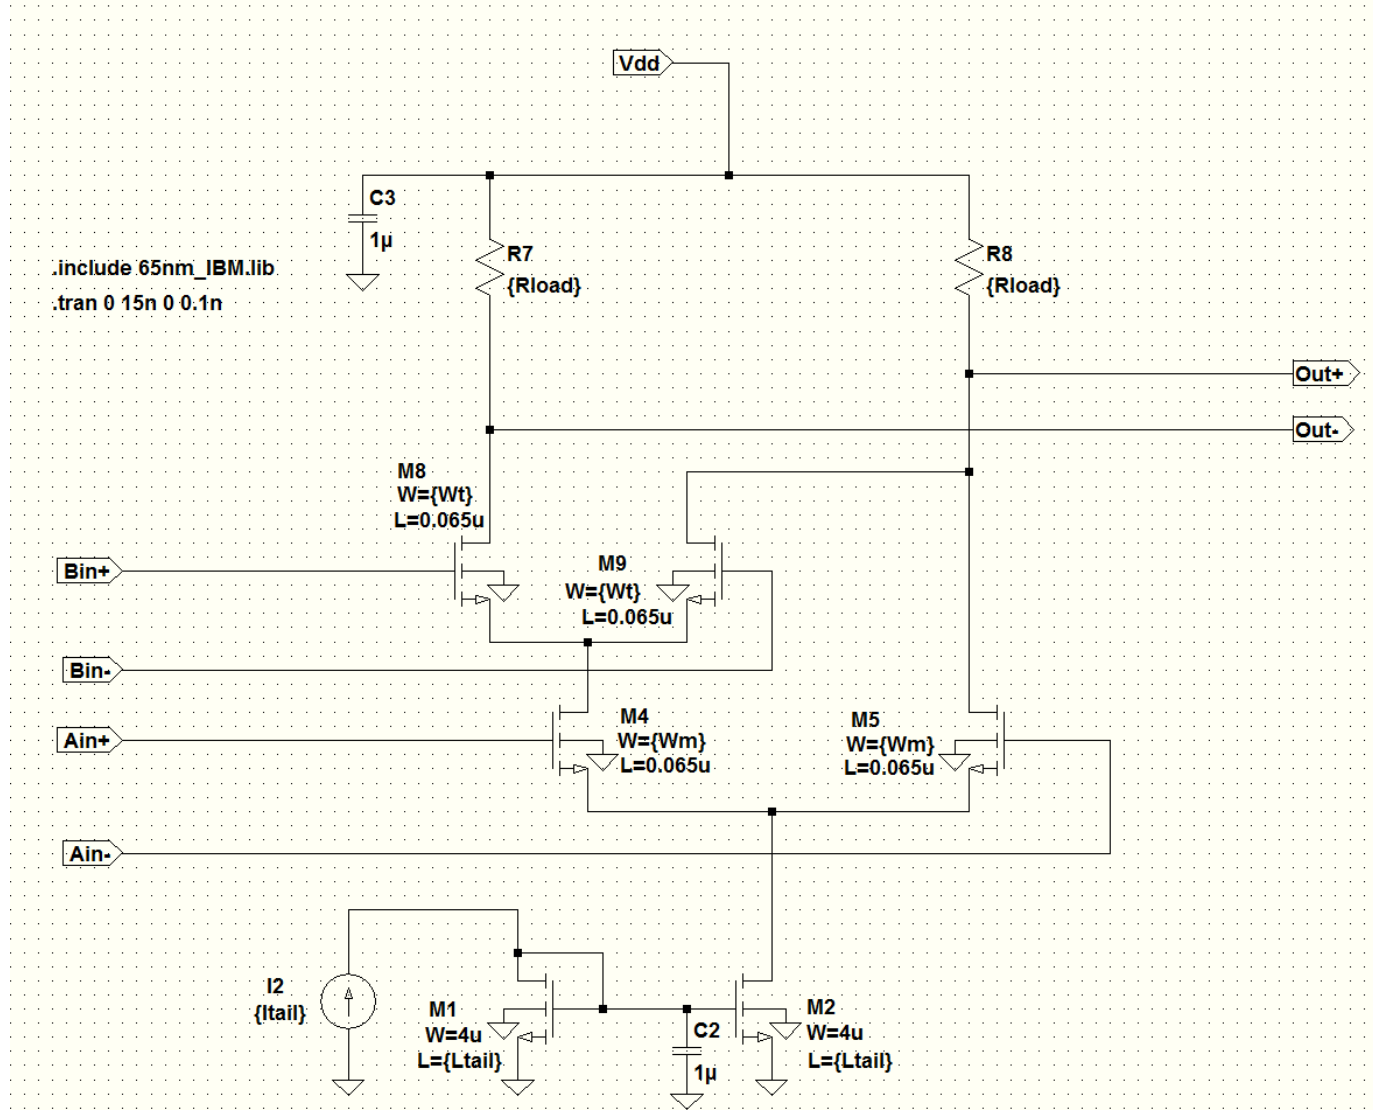 Vdd
C3
1µ
R7
{Rload}
R8
{Rload}
.include 65nm_IBM.lib
.tran 0 15n 0 0.1n
Out+
Out-
M8
W={Wt}
L=0.065u
M9
W={Wt}
L=0.065u
Bin+
Bin-
Ain+
M4
W={Wm}
L=0.065u
M5
W={Wm}
L=0.065u
Ain-
I2
{Itail}
M1
W=4u
L={Ltail}
C2
1µ
M2
W=4u
L={Ltail}